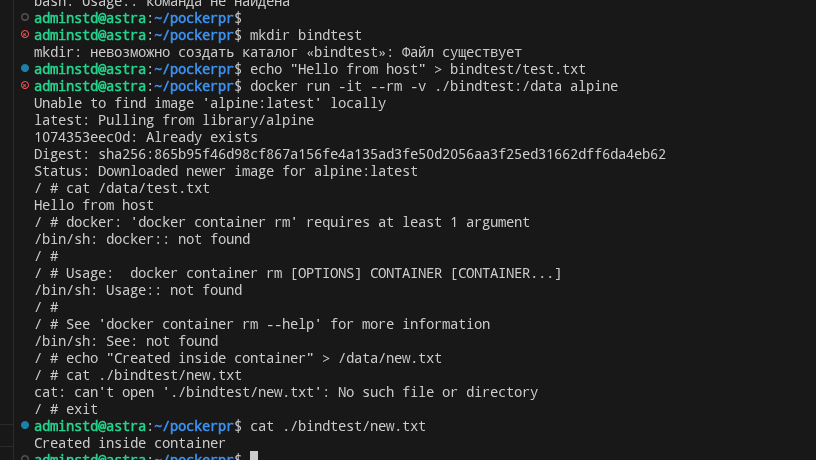 bash: Usage:: команда не найдена
adminstd@astra:~/pockerpr$
adminstd@astra:~/pockerpr$ mkdir bindtest
mkdir: невозможно создать каталог «bindtest»: Файл существует
adminstd@astra:~/pockerpr$ echo "Hello from host" > bindtest/test.txt
adminstd@astra:~/pockerpr$ docker run -it --rm -v ./bindtest:/data alpine
Unable to find image 'alpine:latest' locally
latest: Pulling from library/alpine
1074353eec0d: Already exists
Digest: sha256:865b95f46d98cf867a156fe4a135ad3fe50d2056aa3f25ed31662dff6da4eb62
Status: Downloaded newer image for alpine:latest
/ # cat /data/test.txt
Hello from host
/ # docker: 'docker container rm' requires at least 1 argument
/bin/sh: docker:: not found
/ #
/ # Usage:  docker container rm [OPTIONS] CONTAINER [CONTAINER...]
/bin/sh: Usage:: not found
/ #
/ # See 'docker container rm --help' for more information
/bin/sh: See: not found
/ # echo "Created inside container" > /data/new.txt
/ # cat ./bindtest/new.txt
cat: can't open './bindtest/new.txt': No such file or directory
/ # exit
adminstd@astra:~/pockerpr$ cat ./bindtest/new.txt
Created inside container
adminstd@astra:~/pockerpr$